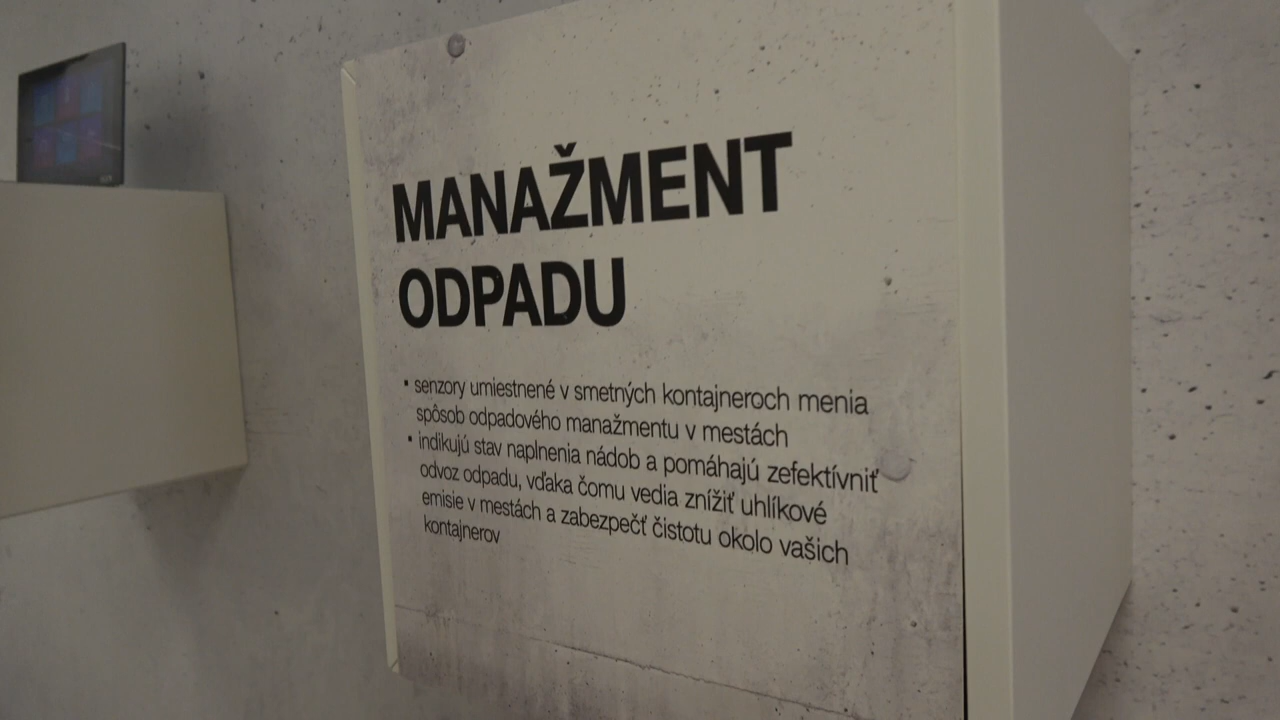 MANAŽMENT
ODPADU
• senzory umiestnené v smetných kontajneroch menia
spôsob odpadového manažmentu v mestách
• indikujú stav naplnenia nádob a pomáhajú zefektívniť
odvoz odpadu, vďaka čomu vedia znížiť uhlíkové
emisie v mestách a zabezpečť čistotu okolo vašich
kontajnerov